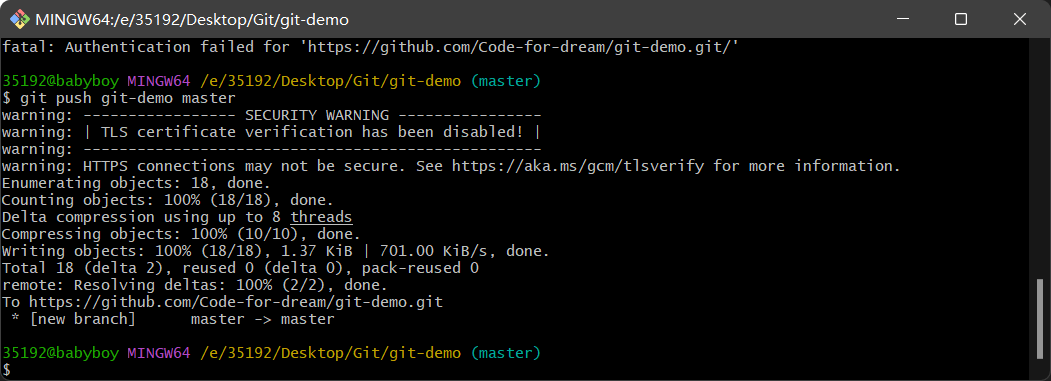 MINGW64:/e/35192/Desktop/Git/git-demo
fatal: Authentication failed for 'https://github.com/Code-for-dream/git-demo.git/'
35192@babyboy MINGW64 /e/35192/Desktop/Git/git-demo (master)
$ git push git-demo master
warning: ----------------- SECURITY WARNING ----------------
warning: | TLS certificate verification has been disabled! |
warning: ---------------------------------------------------
warning: HTTPS connections may not be secure. See https://aka.ms/gcm/tlsverify for more information.
Enumerating objects: 18, done.
Counting objects: 100% (18/18), done.
Delta compression using up to 8 threads
Compressing objects: 100% (10/10), done.
Writing objects: 100% (18/18), 1.37 KiB | 701.00 KiB/s, done.
Total 18 (delta 2), reused 0 (delta 0), pack-reused 0
remote: Resolving deltas: 100% (2/2), done.
To https://github.com/Code-for-dream/git-demo.git
 * [new branch]      master -> master
35192@babyboy MINGW64 /e/35192/Desktop/Git/git-demo (master)
$